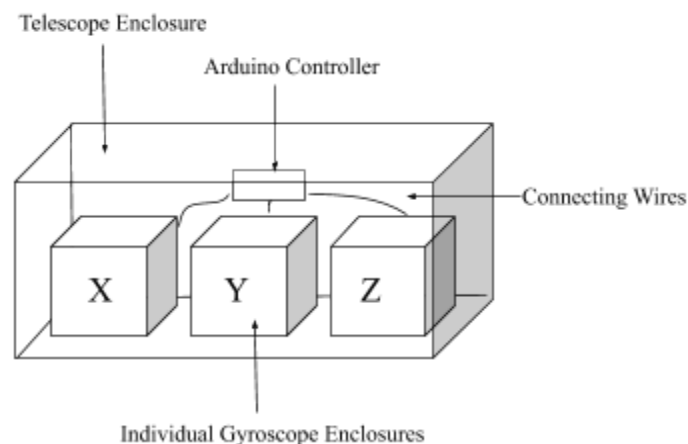 Telescope Enclosure
Arduino Controller
Connecting Wires
X Y Z
Individual Gyroscope Enclosures